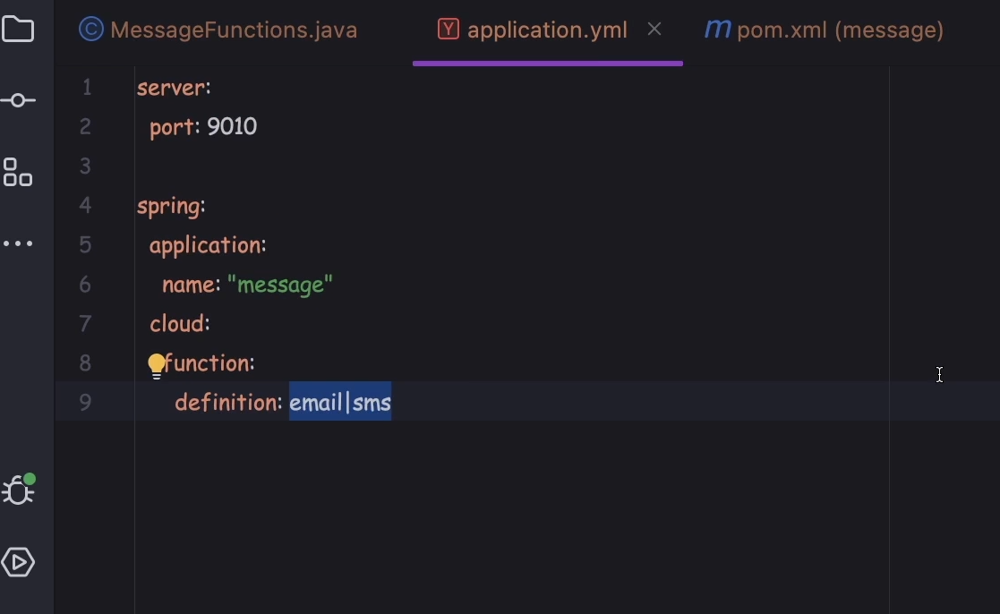 MessageFunctions.java application.yml pom.xml (message)
1 server:
2 port: 9010
3
4 spring:
5 application:
6 name: "message"
7 cloud:
8 function:
9 definition: email|sms